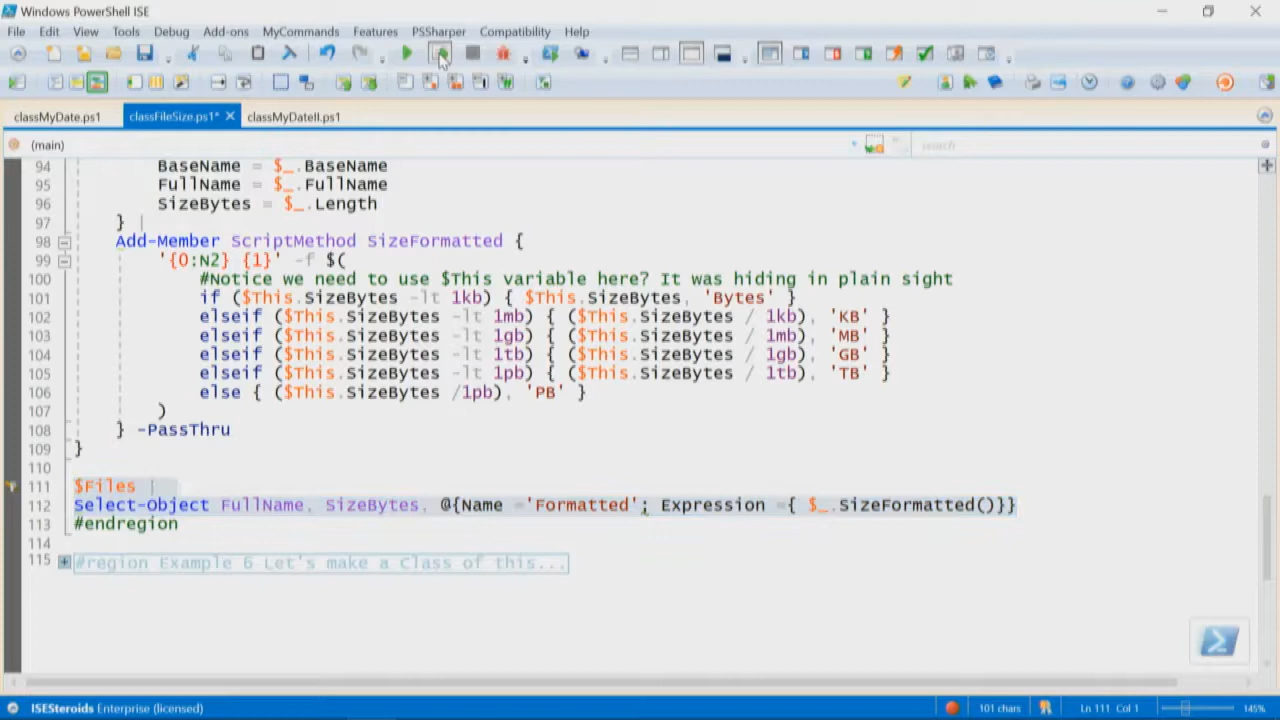 Windows PowerShell ISE
File Edit View Tools Debug Add-ons MyCommands Features PSSharper Compatibility Help
classMyDate.ps1 classFileSize.ps1* classMyDateII.ps1
(main) search
94 BaseName = $_.BaseName
95 FullName = $_.FullName
96 SizeBytes = $_.Length
97 } |
98 Add-Member ScriptMethod SizeFormatted {
99 '{0:N2} {1}' -f $(
100 #Notice we need to use $This variable here? It was hiding in plain sight
101 if ($This.SizeBytes -lt 1kb) { $This.SizeBytes, 'Bytes' }
102 elseif ($This.SizeBytes -lt 1mb) { ($This.SizeBytes / 1kb), 'KB' }
103 elseif ($This.SizeBytes -lt 1gb) { ($This.SizeBytes / 1mb), 'MB' }
104 elseif ($This.SizeBytes -lt 1tb) { ($This.SizeBytes / 1gb), 'GB' }
105 elseif ($This.SizeBytes -lt 1pb) { ($This.SizeBytes / 1tb), 'TB' }
106 else { ($This.SizeBytes /1pb), 'PB' }
107 )
108 } -PassThru
109 }
110
111 $Files |
112 Select-Object FullName, SizeBytes, @{Name ='Formatted'; Expression ={ $_.SizeFormatted()}}
113 #endregion
114
115 #region Example 6 Let's make a Class of this...
ISESteroids Enterprise (licensed) 101 chars Ln 111 Col 1 145%